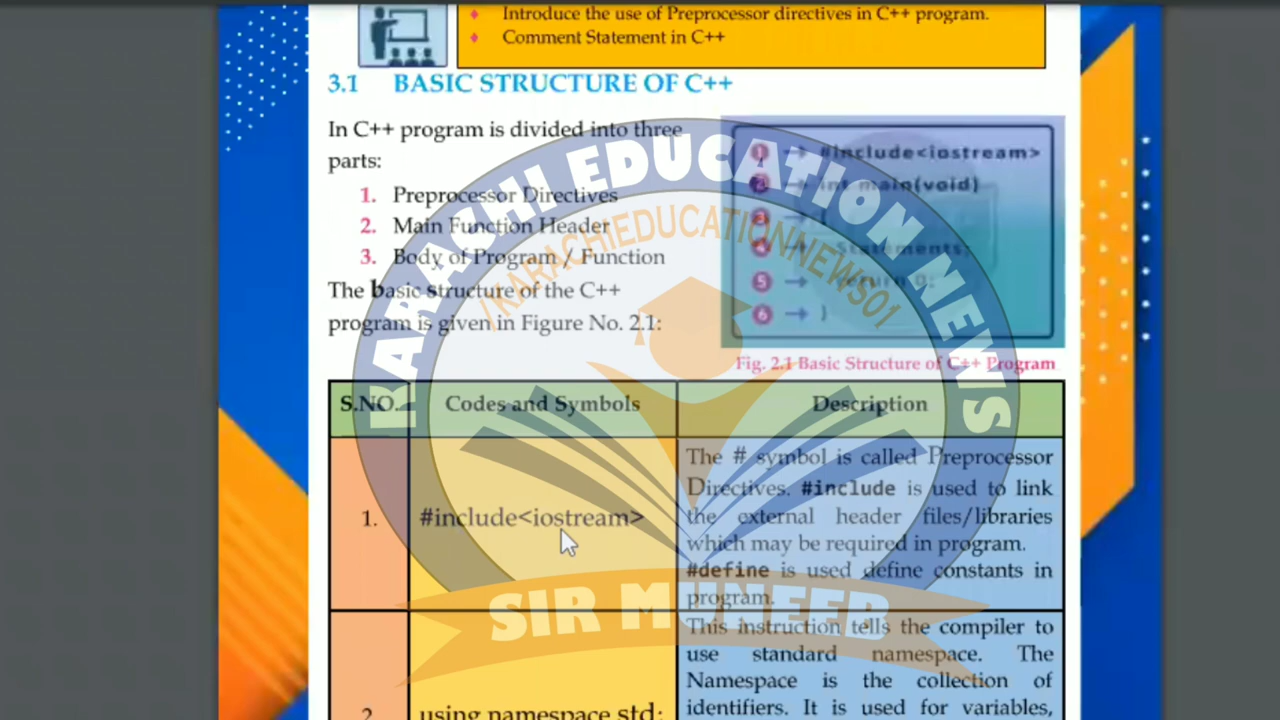 ♦ Introduce the use of Preprocessor directives in C++ program.
♦ Comment Statement in C++
3.1 BASIC STRUCTURE OF C++
In C++ program is divided into three
parts:
1. Preprocessor Directives
2. Main Function Header
3. Body of Program / Function
The basic structure of the C++
program is given in Figure No. 2.1:
1 → #include<iostream>
2 → int main(void)
3 → {
4 → Statements;
5 → return 0;
6 → }
Fig. 2.1 Basic Structure of C++ Program
S.NO. Codes and Symbols Description
1. #include<iostream>
The # symbol is called Preprocessor
Directives. #include is used to link
the external header files/libraries
which may be required in program.
#define is used define constants in
program.
2. using namespace std;
This instruction tells the compiler to
use standard namespace. The
Namespace is the collection of
identifiers. It is used for variables,
KARACHI EDUCATION NEWS
/KARACHIEDUCATIONNEWS01
SIR MUNEEB